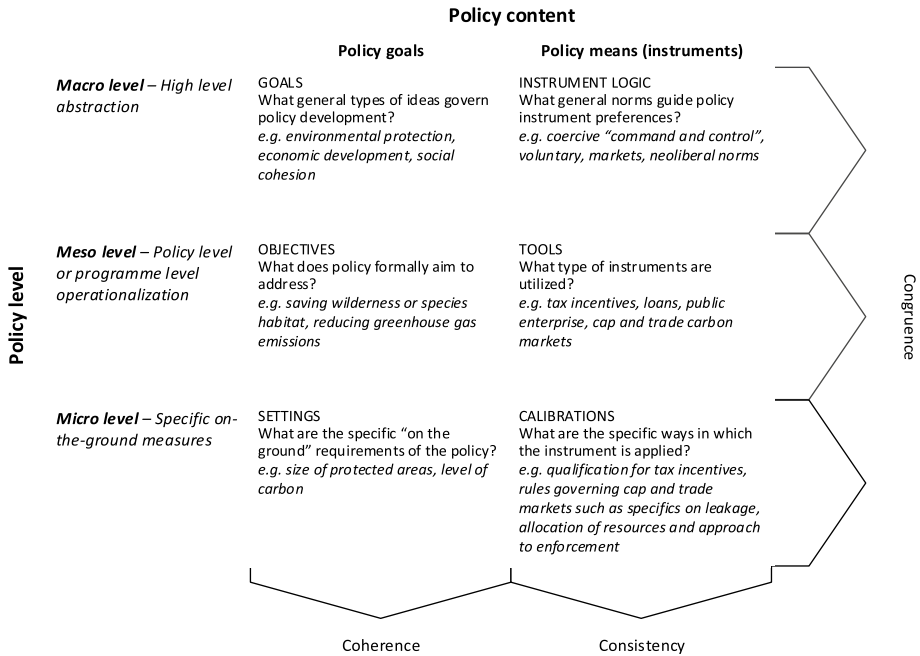 Policy content
Policy goals
Policy means (instruments)
Policy level
Macro level – High level
abstraction
GOALS
What general types of ideas govern
policy development?
e.g. environmental protection,
economic development, social
cohesion
INSTRUMENT LOGIC
What general norms guide policy
instrument preferences?
e.g. coercive “command and control”,
voluntary, markets, neoliberal norms
Meso level – Policy level
or programme level
operationalization
OBJECTIVES
What does policy formally aim to
address?
e.g. saving wilderness or species
habitat, reducing greenhouse gas
emissions
TOOLS
What type of instruments are
utilized?
e.g. tax incentives, loans, public
enterprise, cap and trade carbon
markets
Micro level – Specific on-
the-ground measures
SETTINGS
What are the specific “on the
ground” requirements of the policy?
e.g. size of protected areas, level of
carbon
CALIBRATIONS
What are the specific ways in which
the instrument is applied?
e.g. qualification for tax incentives,
rules governing cap and trade
markets such as specifics on leakage,
allocation of resources and approach
to enforcement
Congruence
Coherence
Consistency